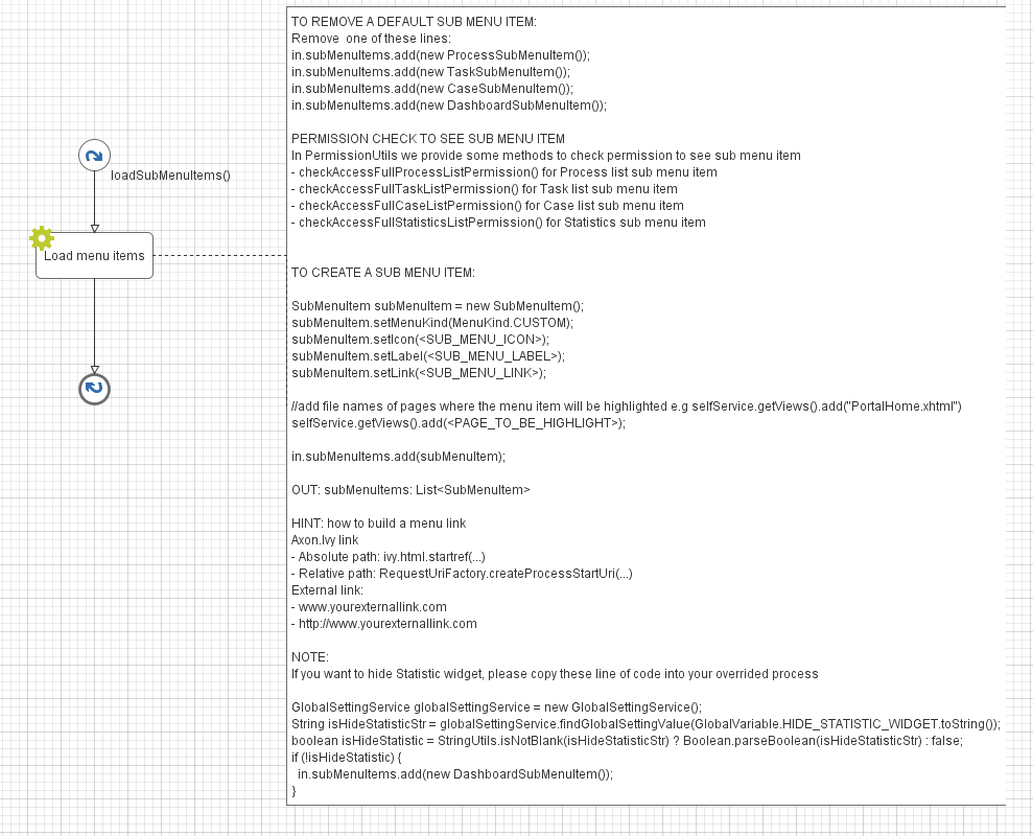 loadSubMenuItems()
Load menu items
TO REMOVE A DEFAULT SUB MENU ITEM:
Remove  one of these lines:
in.subMenuItems.add(new ProcessSubMenuItem());
in.subMenuItems.add(new TaskSubMenuItem());
in.subMenuItems.add(new CaseSubMenuItem());
in.subMenuItems.add(new DashboardSubMenuItem());
PERMISSION CHECK TO SEE SUB MENU ITEM
In PermissionUtils we provide some methods to check permission to see sub menu item
- checkAccessFullProcessListPermission() for Process list sub menu item
- checkAccessFullTaskListPermission() for Task list sub menu item
- checkAccessFullCaseListPermission() for Case list sub menu item
- checkAccessFullStatisticsListPermission() for Statistics sub menu item
TO CREATE A SUB MENU ITEM:
SubMenuItem subMenuItem = new SubMenuItem();
subMenuItem.setMenuKind(MenuKind.CUSTOM);
subMenuItem.setIcon(<SUB_MENU_ICON>);
subMenuItem.setLabel(<SUB_MENU_LABEL>);
subMenuItem.setLink(<SUB_MENU_LINK>);
//add file names of pages where the menu item will be highlighted e.g selfService.getViews().add("PortalHome.xhtml")
selfService.getViews().add(<PAGE_TO_BE_HIGHLIGHT>);
in.subMenuItems.add(subMenuItem);
OUT: subMenuItems: List<SubMenuItem>
HINT: how to build a menu link
Axon.Ivy link
- Absolute path: ivy.html.startref(...)
- Relative path: RequestUriFactory.createProcessStartUri(...)
External link:
- www.yourexternallink.com
- http://www.yourexternallink.com
NOTE:
If you want to hide Statistic widget, please copy these line of code into your overrided process
GlobalSettingService globalSettingService = new GlobalSettingService();
String isHideStatisticStr = globalSettingService.findGlobalSettingValue(GlobalVariable.HIDE_STATISTIC_WIDGET.toString());
boolean isHideStatistic = StringUtils.isNotBlank(isHideStatisticStr) ? Boolean.parseBoolean(isHideStatisticStr) : false;
if (!isHideStatistic) {
  in.subMenuItems.add(new DashboardSubMenuItem());
}